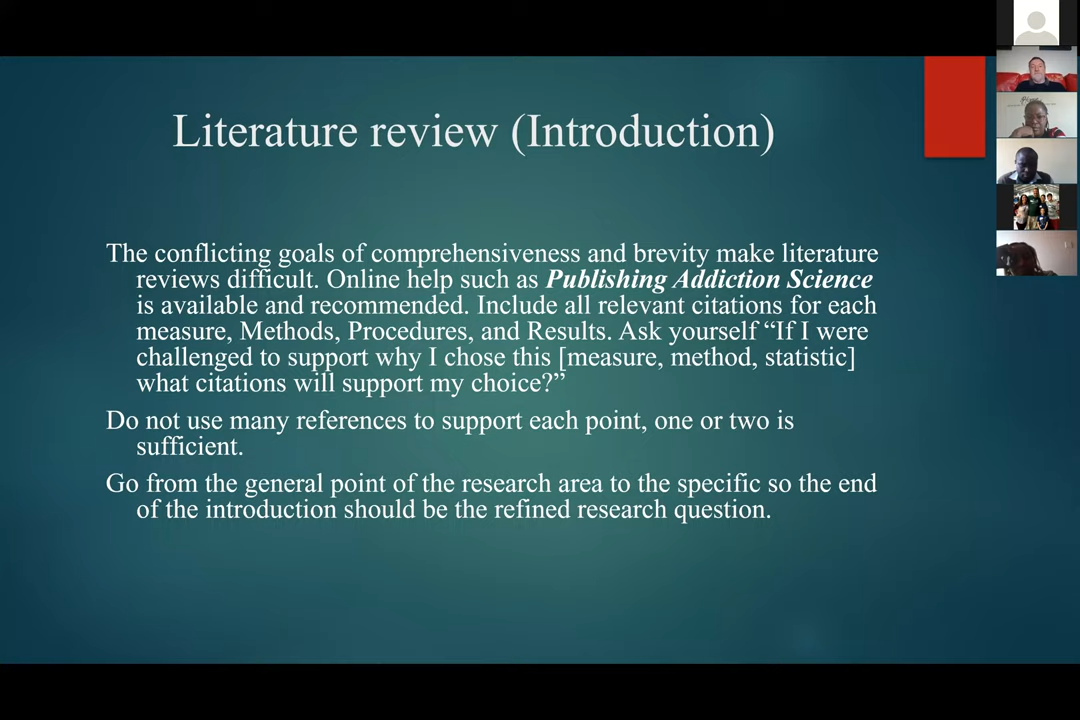 Literature review (Introduction)
The conflicting goals of comprehensiveness and brevity make literature
reviews difficult. Online help such as Publishing Addiction Science
is available and recommended. Include all relevant citations for each
measure, Methods, Procedures, and Results. Ask yourself “If I were
challenged to support why I chose this [measure, method, statistic]
what citations will support my choice?”
Do not use many references to support each point, one or two is
sufficient.
Go from the general point of the research area to the specific so the end
of the introduction should be the refined research question.